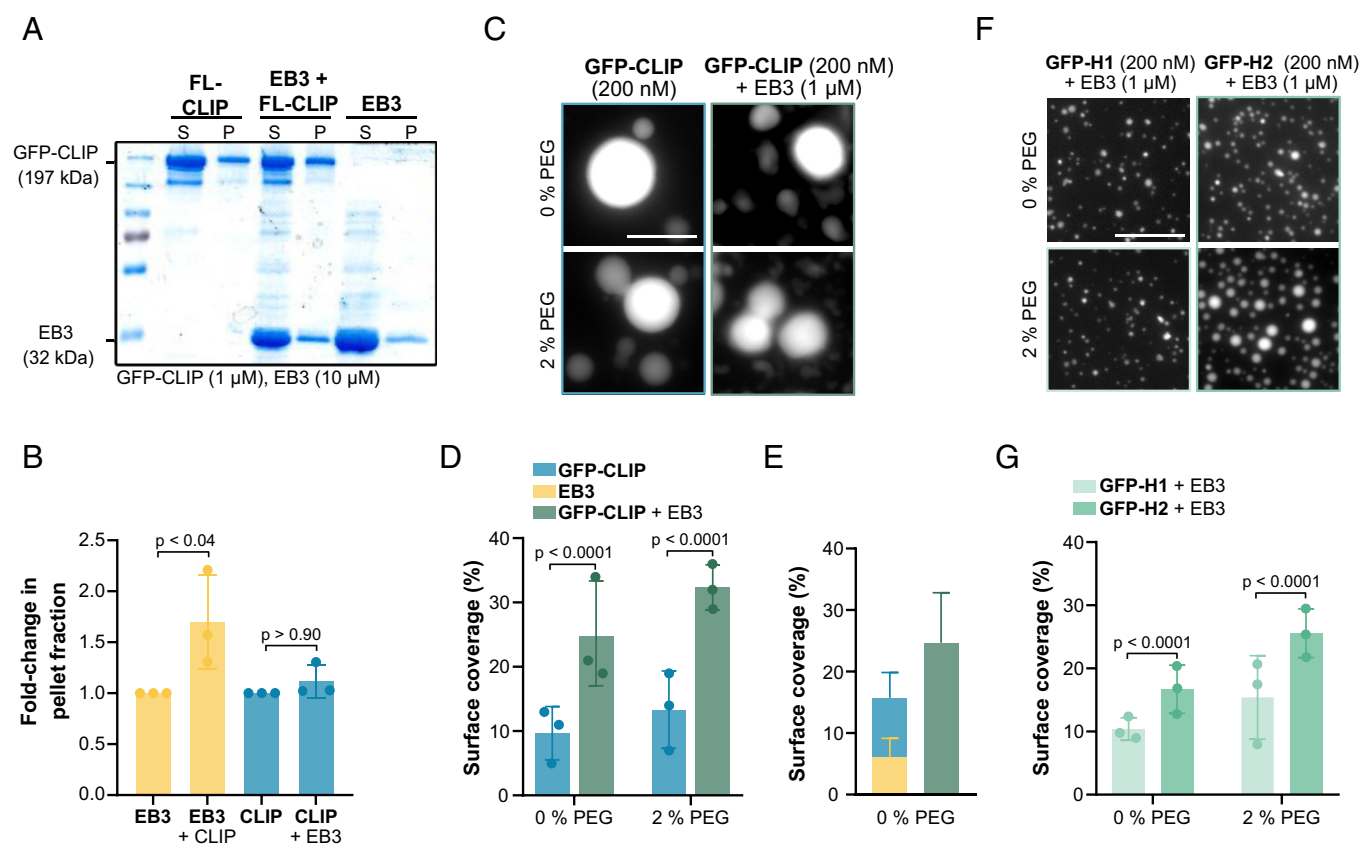 A
FL-
CLIP
EB3 +
FL-CLIP
EB3
S P S P S P
GFP-CLIP
(197 kDa)
EB3
(32 kDa)
GFP-CLIP (1 µM), EB3 (10 µM)
B
Fold-change in
pellet fraction
2.5
2.0
1.5
1.0
0.5
0.0
p < 0.04
p > 0.90
EB3
EB3
+ CLIP
CLIP
CLIP
+ EB3
C
GFP-CLIP
(200 nM)
GFP-CLIP (200 nM)
+ EB3 (1 µM)
0 % PEG
2 % PEG
D
GFP-CLIP
EB3
GFP-CLIP + EB3
Surface coverage (%)
40
30
20
10
0
p < 0.0001
p < 0.0001
0 % PEG
2 % PEG
E
Surface coverage (%)
40
30
20
10
0
0 % PEG
F
GFP-H1 (200 nM)
+ EB3 (1 µM)
GFP-H2 (200 nM)
+ EB3 (1 µM)
0 % PEG
2 % PEG
G
GFP-H1 + EB3
GFP-H2 + EB3
Surface coverage (%)
40
30
20
10
0
p < 0.0001
p < 0.0001
0 % PEG
2 % PEG